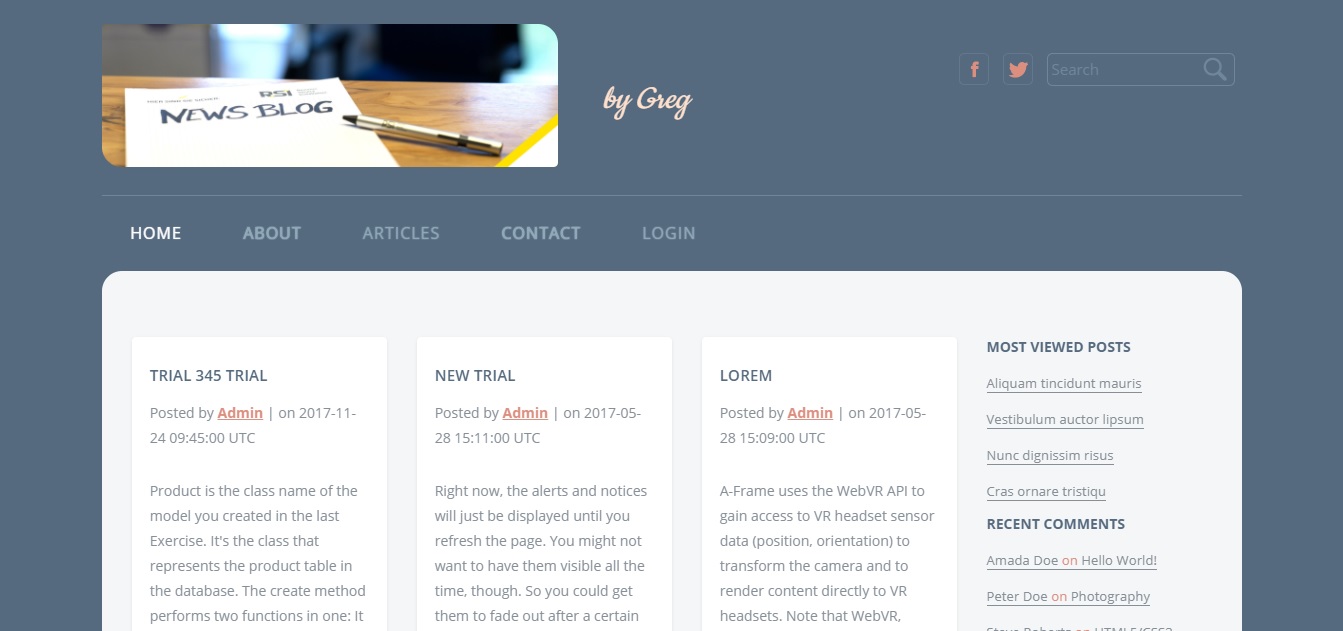 RSI
NEWS BLOG
by Greg
Search
HOME
ABOUT
ARTICLES
CONTACT
LOGIN
TRIAL 345 TRIAL
Posted by Admin | on 2017-11-
24 09:45:00 UTC
Product is the class name of the
model you created in the last
Exercise. It's the class that
represents the product table in
the database. The create method
performs two functions in one: It
NEW TRIAL
Posted by Admin | on 2017-05-
28 15:11:00 UTC
Right now, the alerts and notices
will just be displayed until you
refresh the page. You might not
want to have them visible all the
time, though. So you could get
them to fade out after a certain
LOREM
Posted by Admin | on 2017-05-
28 15:09:00 UTC
A-Frame uses the WebVR API to
gain access to VR headset sensor
data (position, orientation) to
transform the camera and to
render content directly to VR
headsets. Note that WebVR,
MOST VIEWED POSTS
Aliquam tincidunt mauris
Vestibulum auctor lipsum
Nunc dignissim risus
Cras ornare tristiqu
RECENT COMMENTS
Amada Doe on Hello World!
Peter Doe on Photography
Steve Roberts on HTML5/CSS3